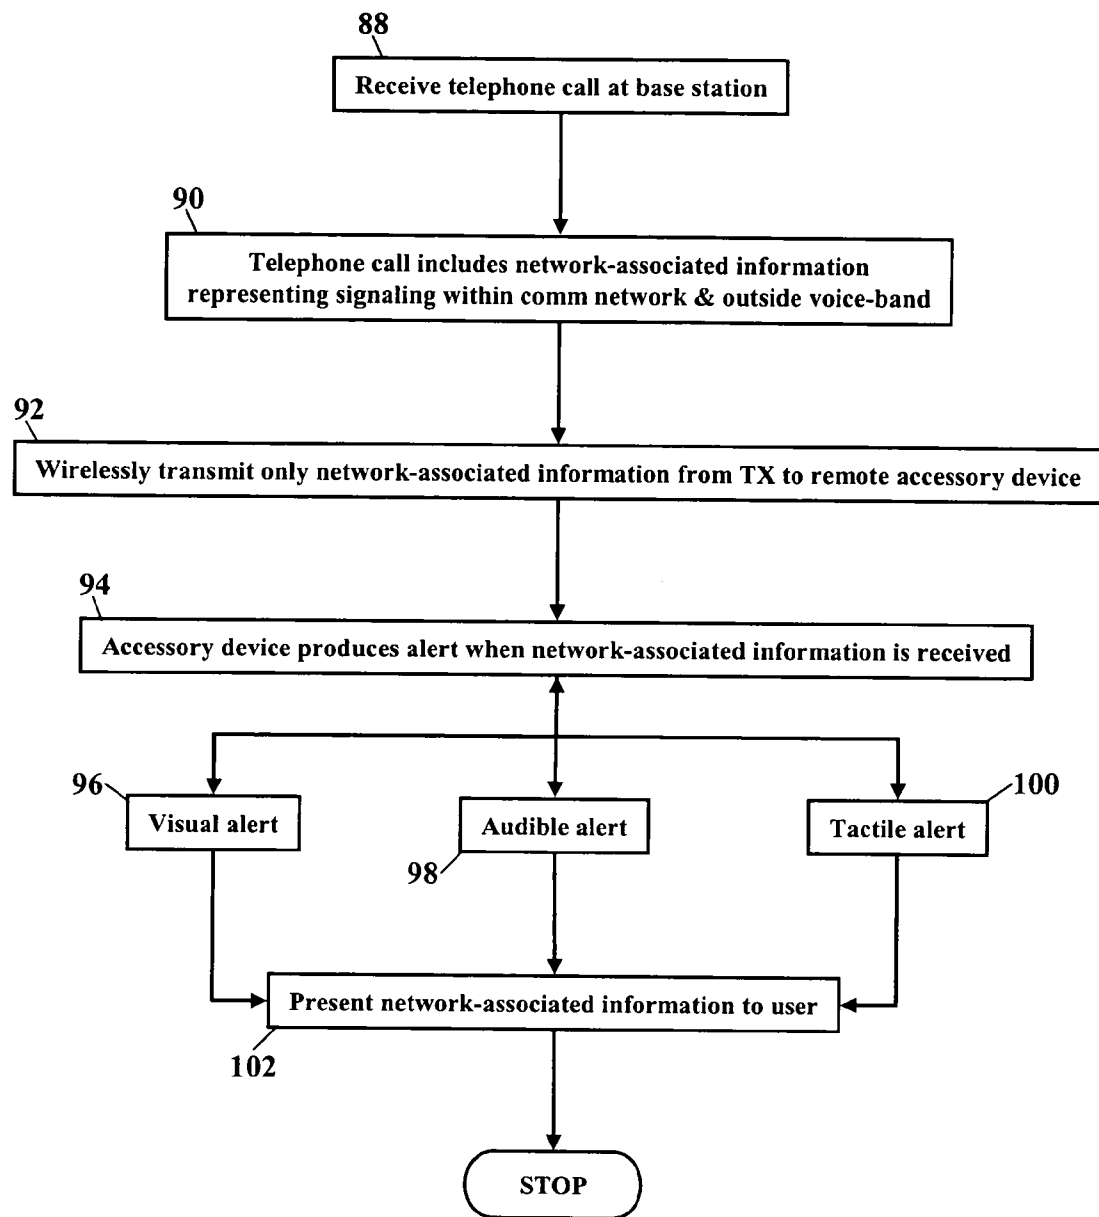 88
Receive telephone call at base station
90
Telephone call includes network-associated information
representing signaling within comm network & outside voice-band
92
Wirelessly transmit only network-associated information from TX to remote accessory device
94
Accessory device produces alert when network-associated information is received
96
Visual alert
Audible alert
98
100
Tactile alert
Present network-associated information to user
102
STOP